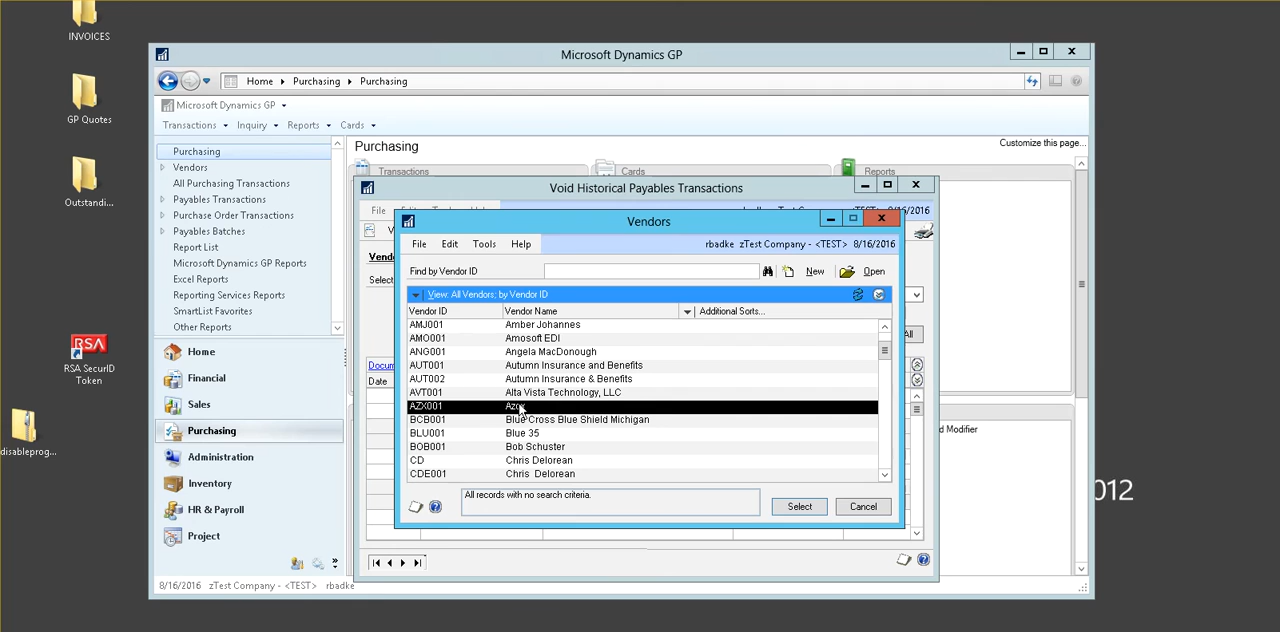 INVOICES
GP Quotes
Outstandi...
RSA
RSA SecurID
Token
disableprog...
Microsoft Dynamics GP
Home Purchasing Purchasing
Microsoft Dynamics GP
Transactions Inquiry Reports Cards
Purchasing
Vendors
All Purchasing Transactions
Payables Transactions
Purchase Order Transactions
Payables Batches
Report List
Microsoft Dynamics GP Reports
Excel Reports
Reporting Services Reports
SmartList Favorites
Other Reports
Home
Financial
Sales
Purchasing
Administration
Inventory
HR & Payroll
Project
8/16/2016 zTest Company - <TEST> rbadke
Purchasing
Customize this page...
Transactions Cards Reports
d Modifier
012
Void Historical Payables Transactions
File
/16/2016
Vend
Select
All
Docum
Date
Vendors
File Edit Tools Help
rbadke zTest Company - <TEST> 8/16/2016
Find by Vendor ID
New Open
View: All Vendors; by Vendor ID
Vendor ID Vendor Name Additional Sorts...
AMJ001 Amber Johannes
AMO001 Amosoft EDI
ANG001 Angela MacDonough
AUT001 Autumn Insurance and Benefits
AUT002 Autumn Insurance & Benefits
AVT001 Alta Vista Technology, LLC
AZX001
BCB001 Blue Cross Blue Shield Michigan
BLU001 Blue 35
BOB001 Bob Schuster
CD Chris Delorean
CDE001 Chris Delorean
All records with no search criteria.
Select Cancel